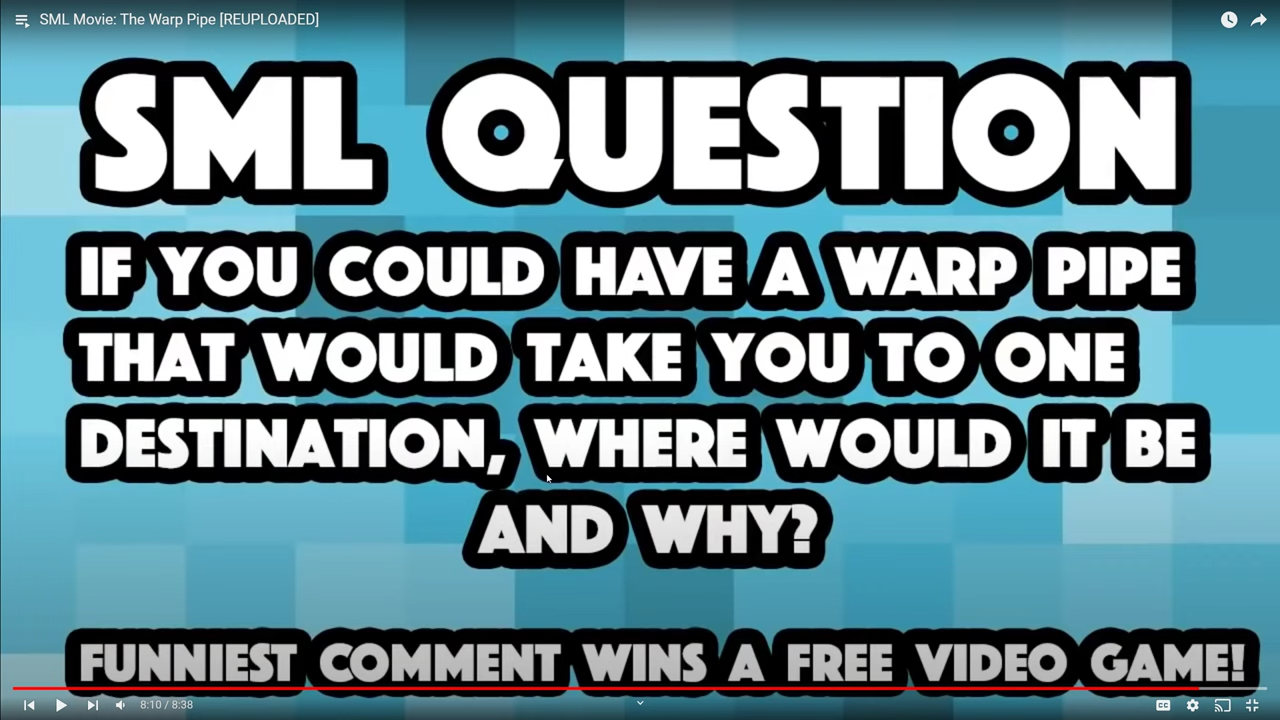 SML Movie: The Warp Pipe [REUPLOADED]
SML QUESTION
IF YOU COULD HAVE A WARP PIPE
THAT WOULD TAKE YOU TO ONE
DESTINATION, WHERE WOULD IT BE
AND WHY?
FUNNIEST COMMENT WINS A FREE VIDEO GAME!
8:10 / 8:38
CC